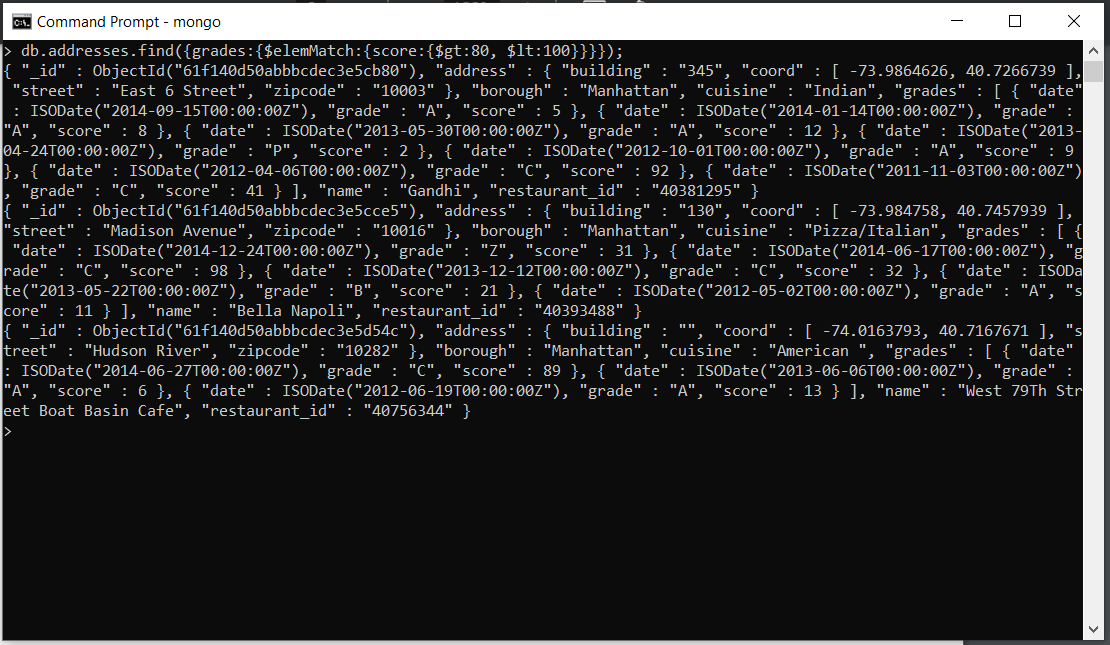 Command Prompt - mongo
> db.addresses.find({grades:{$elemMatch:{score:{$gt:80, $lt:100}}}});
{ "_id" : ObjectId("61f140d50abbbcdec3e5cb80"), "address" : { "building" : "345", "coord" : [ -73.9864626, 40.7266739 ],
 "street" : "East 6 Street", "zipcode" : "10003" }, "borough" : "Manhattan", "cuisine" : "Indian", "grades" : [ { "date"
 : ISODate("2014-09-15T00:00:00Z"), "grade" : "A", "score" : 5 }, { "date" : ISODate("2014-01-14T00:00:00Z"), "grade" :
"A", "score" : 8 }, { "date" : ISODate("2013-05-30T00:00:00Z"), "grade" : "A", "score" : 12 }, { "date" : ISODate("2013-
04-24T00:00:00Z"), "grade" : "P", "score" : 2 }, { "date" : ISODate("2012-10-01T00:00:00Z"), "grade" : "A", "score" : 9
}, { "date" : ISODate("2012-04-06T00:00:00Z"), "grade" : "C", "score" : 92 }, { "date" : ISODate("2011-11-03T00:00:00Z")
, "grade" : "C", "score" : 41 } ], "name" : "Gandhi", "restaurant_id" : "40381295" }
{ "_id" : ObjectId("61f140d50abbbcdec3e5cce5"), "address" : { "building" : "130", "coord" : [ -73.984758, 40.7457939 ],
"street" : "Madison Avenue", "zipcode" : "10016" }, "borough" : "Manhattan", "cuisine" : "Pizza/Italian", "grades" : [ {
 "date" : ISODate("2014-12-24T00:00:00Z"), "grade" : "Z", "score" : 31 }, { "date" : ISODate("2014-06-17T00:00:00Z"), "g
rade" : "C", "score" : 98 }, { "date" : ISODate("2013-12-12T00:00:00Z"), "grade" : "C", "score" : 32 }, { "date" : ISODa
te("2013-05-22T00:00:00Z"), "grade" : "B", "score" : 21 }, { "date" : ISODate("2012-05-02T00:00:00Z"), "grade" : "A", "s
core" : 11 } ], "name" : "Bella Napoli", "restaurant_id" : "40393488" }
{ "_id" : ObjectId("61f140d50abbbcdec3e5d54c"), "address" : { "building" : "", "coord" : [ -74.0163793, 40.7167671 ], "s
treet" : "Hudson River", "zipcode" : "10282" }, "borough" : "Manhattan", "cuisine" : "American ", "grades" : [ { "date"
: ISODate("2014-06-27T00:00:00Z"), "grade" : "C", "score" : 89 }, { "date" : ISODate("2013-06-06T00:00:00Z"), "grade" :
"A", "score" : 6 }, { "date" : ISODate("2012-06-19T00:00:00Z"), "grade" : "A", "score" : 13 } ], "name" : "West 79Th Str
eet Boat Basin Cafe", "restaurant_id" : "40756344" }
>